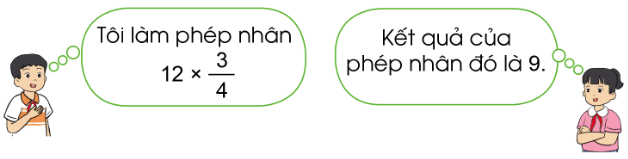 Tôi làm phép nhân
12 × 3/4
Kết quả của
phép nhân đó là 9.